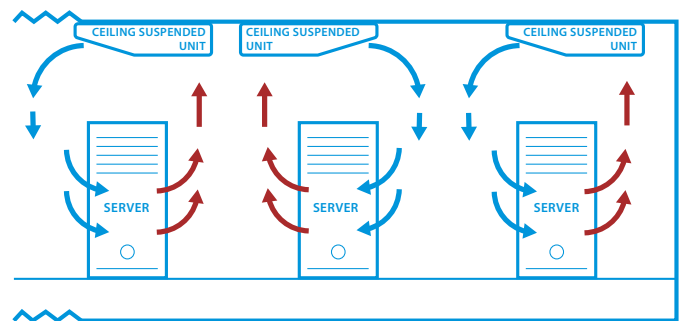 CEILING SUSPENDED
UNIT
CEILING SUSPENDED
UNIT
CEILING SUSPENDED
UNIT
SERVER
SERVER
SERVER